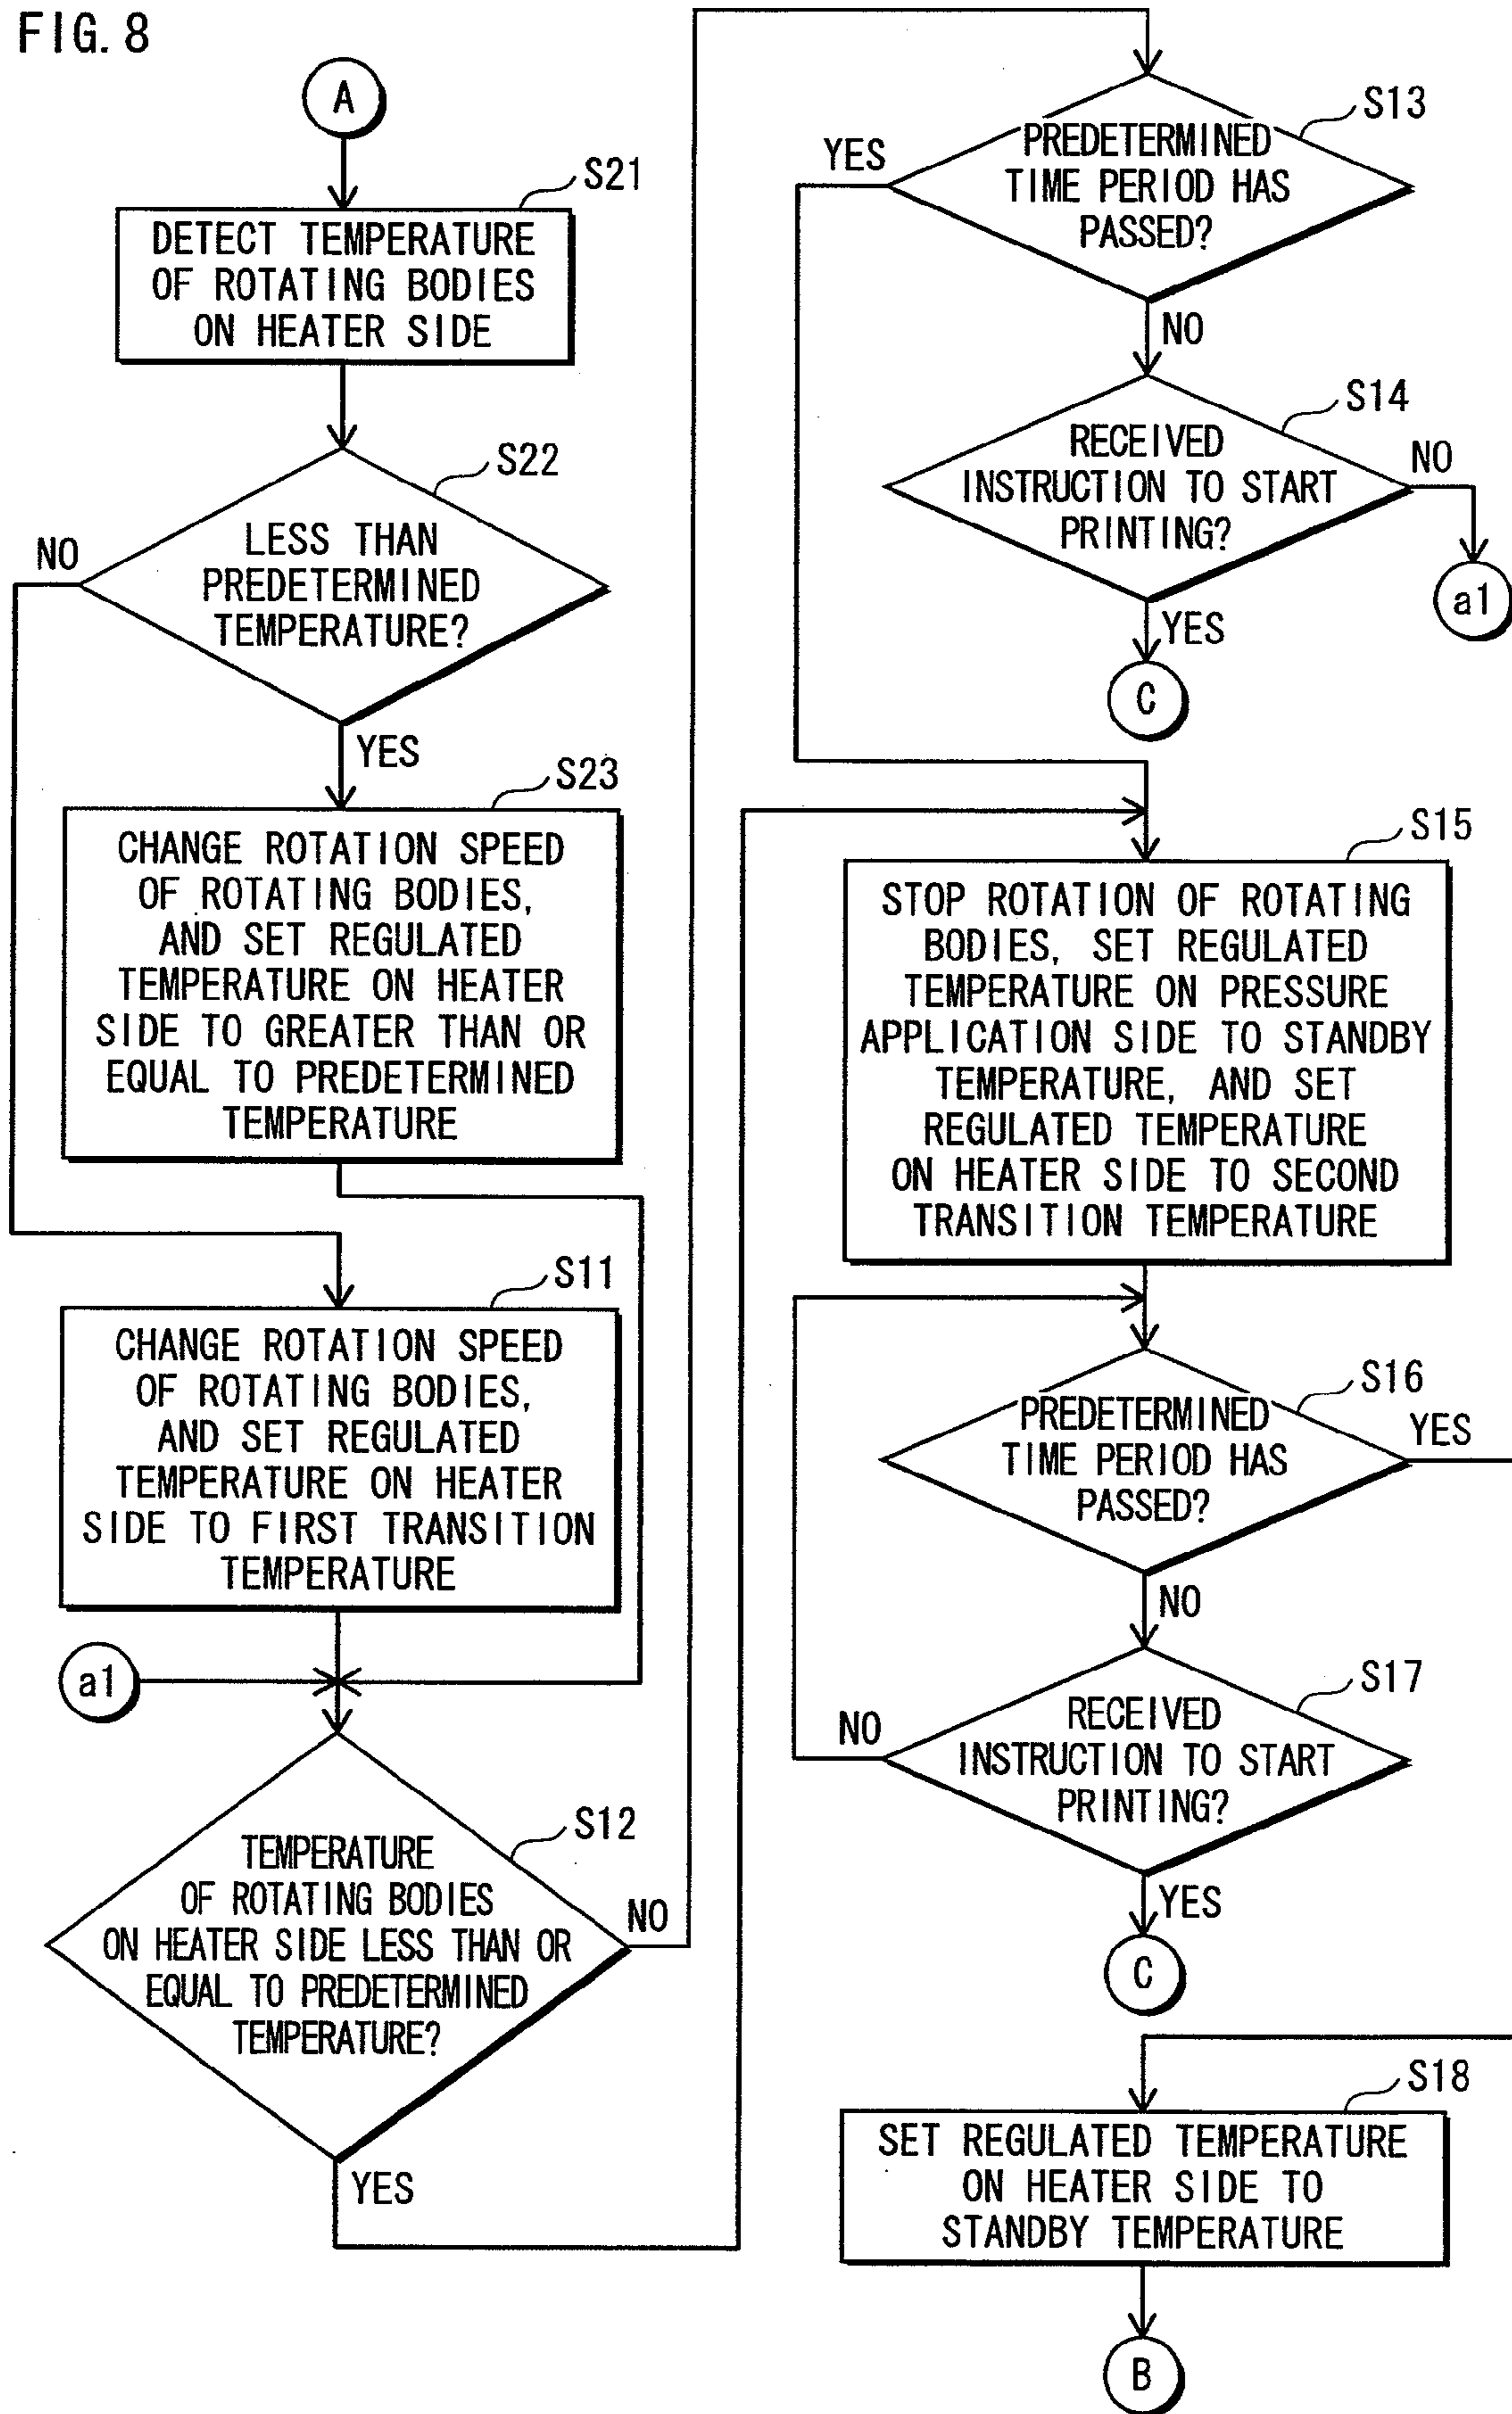 FIG. 8
A
S21
DETECT TEMPERATURE
OF ROTATING BODIES
ON HEATER SIDE
S22
LESS THAN
PREDETERMINED
TEMPERATURE?
NO
YES
S23
CHANGE ROTATION SPEED
OF ROTATING BODIES,
AND SET REGULATED
TEMPERATURE ON HEATER
SIDE TO GREATER THAN OR
EQUAL TO PREDETERMINED
TEMPERATURE
S11
CHANGE ROTATION SPEED
OF ROTATING BODIES,
AND SET REGULATED
TEMPERATURE ON HEATER
SIDE TO FIRST TRANSITION
TEMPERATURE
a1
S12
TEMPERATURE
OF ROTATING BODIES
ON HEATER SIDE LESS THAN OR
EQUAL TO PREDETERMINED
TEMPERATURE?
NO
YES
S13
PREDETERMINED
TIME PERIOD HAS
PASSED?
YES
NO
S14
RECEIVED
INSTRUCTION TO START
PRINTING?
NO
a1
YES
C
S15
STOP ROTATION OF ROTATING
BODIES, SET REGULATED
TEMPERATURE ON PRESSURE
APPLICATION SIDE TO STANDBY
TEMPERATURE, AND SET
REGULATED TEMPERATURE
ON HEATER SIDE TO SECOND
TRANSITION TEMPERATURE
S16
PREDETERMINED
TIME PERIOD HAS
PASSED?
YES
NO
S17
RECEIVED
INSTRUCTION TO START
PRINTING?
NO
YES
C
S18
SET REGULATED TEMPERATURE
ON HEATER SIDE TO
STANDBY TEMPERATURE
B